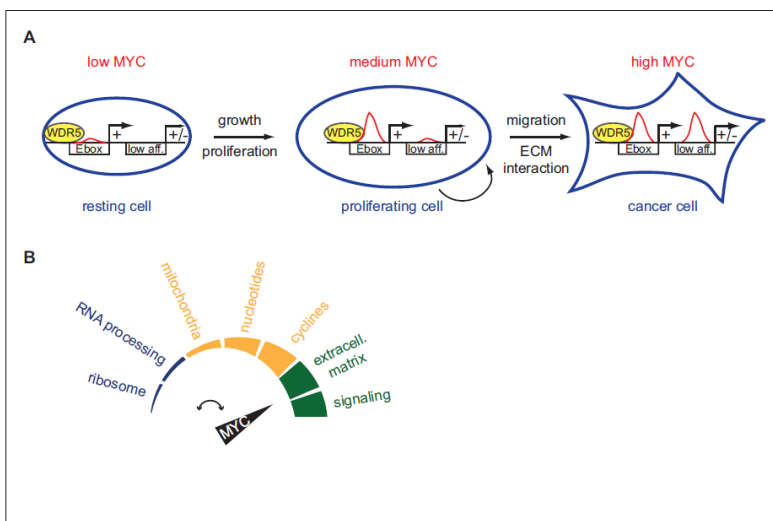 A
low MYC
medium MYC
high MYC
WDR5
+
+/-
Ebox
low aff.
growth
proliferation
WDR5
+
+/-
Ebox
low aff.
migration
ECM
interaction
WDR5
+
+/-
Ebox
low aff.
resting cell
proliferating cell
cancer cell
B
ribosome
RNA processing
mitochondria
nucleotides
cyclines
extracell.
matrix
signaling
MYC